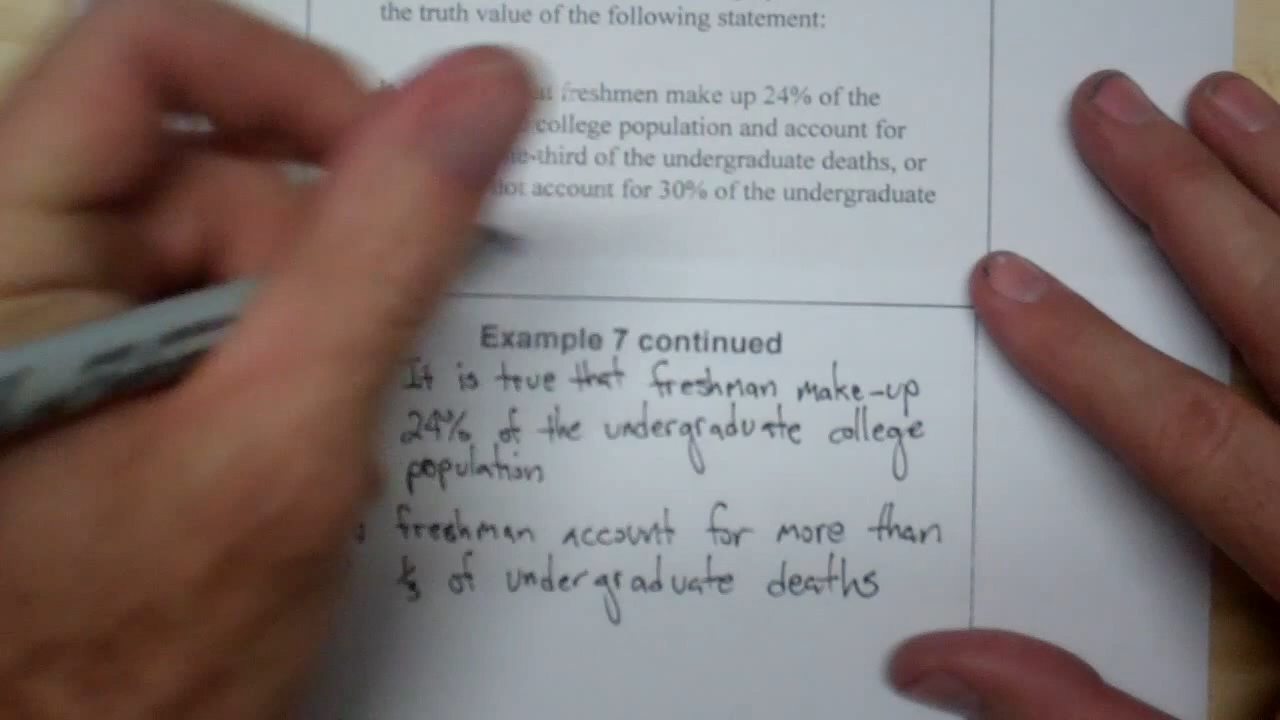 the truth value of the following statement:
freshmen make up 24% of the
college population and account for
of the undergraduate deaths, or
account for 30% of the undergraduate
Example 7 continued
It is true that freshman make-up
24% of the undergraduate college
population
freshman account for more than
⅓ of undergraduate deaths